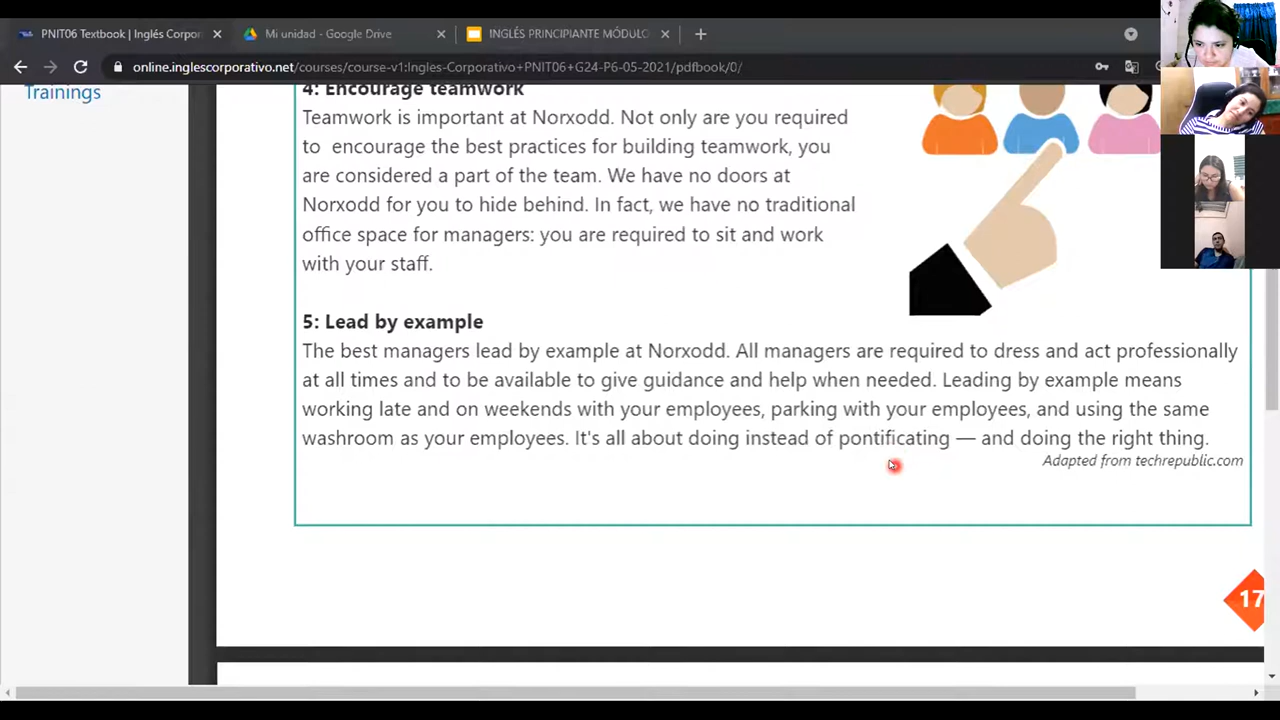 PNIT06 Textbook | Inglés Corpor
Mi unidad - Google Drive
INGLÉS PRINCIPIANTE MÓDULO
online.inglescorporativo.net/courses/course-v1:Ingles-Corporativo+PNIT06+G24-P6-05-2021/pdfbook/0/
Trainings
4: Encourage teamwork
Teamwork is important at Norxodd. Not only are you required
to encourage the best practices for building teamwork, you
are considered a part of the team. We have no doors at
Norxodd for you to hide behind. In fact, we have no traditional
office space for managers: you are required to sit and work
with your staff.
5: Lead by example
The best managers lead by example at Norxodd. All managers are required to dress and act professionally
at all times and to be available to give guidance and help when needed. Leading by example means
working late and on weekends with your employees, parking with your employees, and using the same
washroom as your employees. It's all about doing instead of pontificating — and doing the right thing.
Adapted from techrepublic.com
17